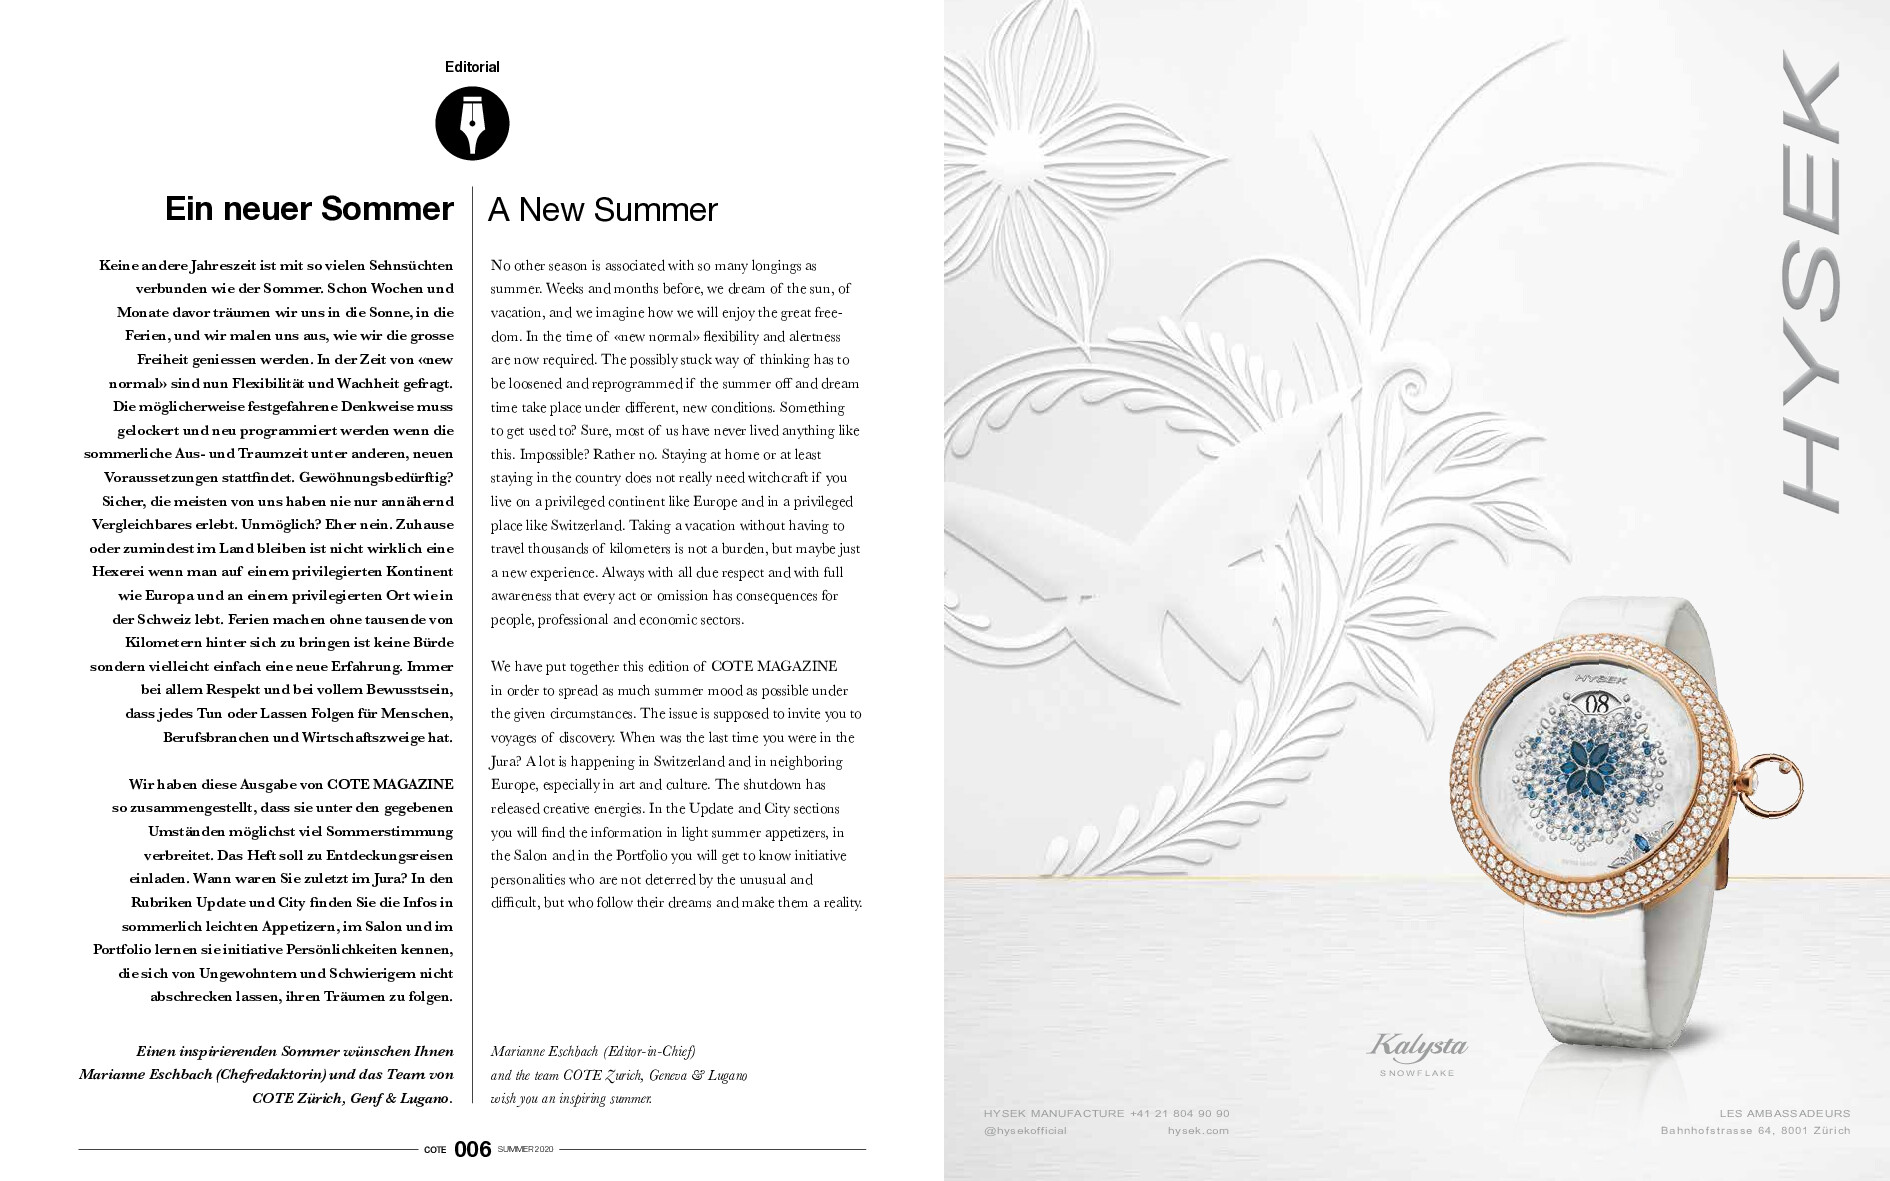 Editorial
Ein neuer Sommer
Keine andere Jahreszeit ist mit so vielen Sehnsüchten
verbunden wie der Sommer. Schon Wochen und
Monate davor träumen wir uns in die Sonne, in die
Ferien, und wir malen uns aus, wie wir die grosse
Freiheit geniessen werden. In der Zeit von «new
normal» sind nun Flexibilität und Wachheit gefragt.
Die möglicherweise festgefahrene Denkweise muss
gelockert und neu programmiert werden wenn die
sommerliche Aus- und Traumzeit unter anderen, neuen
Voraussetzungen stattfindet. Gewöhnungsbedürftig?
Sicher, die meisten von uns haben nie nur annähernd
Vergleichbares erlebt. Unmöglich? Eher nein. Zuhause
oder zumindest im Land bleiben ist nicht wirklich eine
Hexerei wenn man auf einem privilegierten Kontinent
wie Europa und an einem privilegierten Ort wie in
der Schweiz lebt. Ferien machen ohne tausende von
Kilometern hinter sich zu bringen ist keine Bürde
sondern vielleicht einfach eine neue Erfahrung. Immer
bei allem Respekt und bei vollem Bewusstsein,
dass jedes Tun oder Lassen Folgen für Menschen,
Berufsbranchen und Wirtschaftszweige hat.
Wir haben diese Ausgabe von COTE MAGAZINE
so zusammengestellt, dass sie unter den gegebenen
Umständen möglichst viel Sommerstimmung
verbreitet. Das Heft soll zu Entdeckungsreisen
einladen. Wann waren Sie zuletzt im Jura? In den
Rubriken Update und City finden Sie die Infos in
sommerlich leichten Appetizern, im Salon und im
Portfolio lernen sie initiative Persönlichkeiten kennen,
die sich von Ungewohntem und Schwierigem nicht
abschrecken lassen, ihren Träumen zu folgen.
Einen inspirierenden Sommer wünschen Ihnen
Marianne Eschbach (Chefredaktorin) und das Team von
COTE Zürich, Genf & Lugano.
A New Summer
No other season is associated with so many longings as
summer. Weeks and months before, we dream of the sun, of
vacation, and we imagine how we will enjoy the great free-
dom. In the time of «new normal» flexibility and alertness
are now required. The possibly stuck way of thinking has to
be loosened and reprogrammed if the summer off and dream
time take place under different, new conditions. Something
to get used to? Sure, most of us have never lived anything like
this. Impossible? Rather no. Staying at home or at least
staying in the country does not really need witchcraft if you
live on a privileged continent like Europe and in a privileged
place like Switzerland. Taking a vacation without having to
travel thousands of kilometers is not a burden, but maybe just
a new experience. Always with all due respect and with full
awareness that every act or omission has consequences for
people, professional and economic sectors.
We have put together this edition of COTE MAGAZINE
in order to spread as much summer mood as possible under
the given circumstances. The issue is supposed to invite you to
voyages of discovery. When was the last time you were in the
Jura? A lot is happening in Switzerland and in neighboring
Europe, especially in art and culture. The shutdown has
released creative energies. In the Update and City sections
you will find the information in light summer appetizers, in
the Salon and in the Portfolio you will get to know initiative
personalities who are not deterred by the unusual and
difficult, but who follow their dreams and make them a reality.
Marianne Eschbach (Editor-in-Chief)
and the team COTE Zurich, Geneva & Lugano
wish you an inspiring summer.
COTE 006 SUMMER 2020
HYSEK
HYSEK
08
SWISS MADE
Kalysta
SNOWFLAKE
HYSEK MANUFACTURE +41 21 804 90 90
@hysekofficial hysek.com
LES AMBASSADEURS
Bahnhofstrasse 64, 8001 Zürich